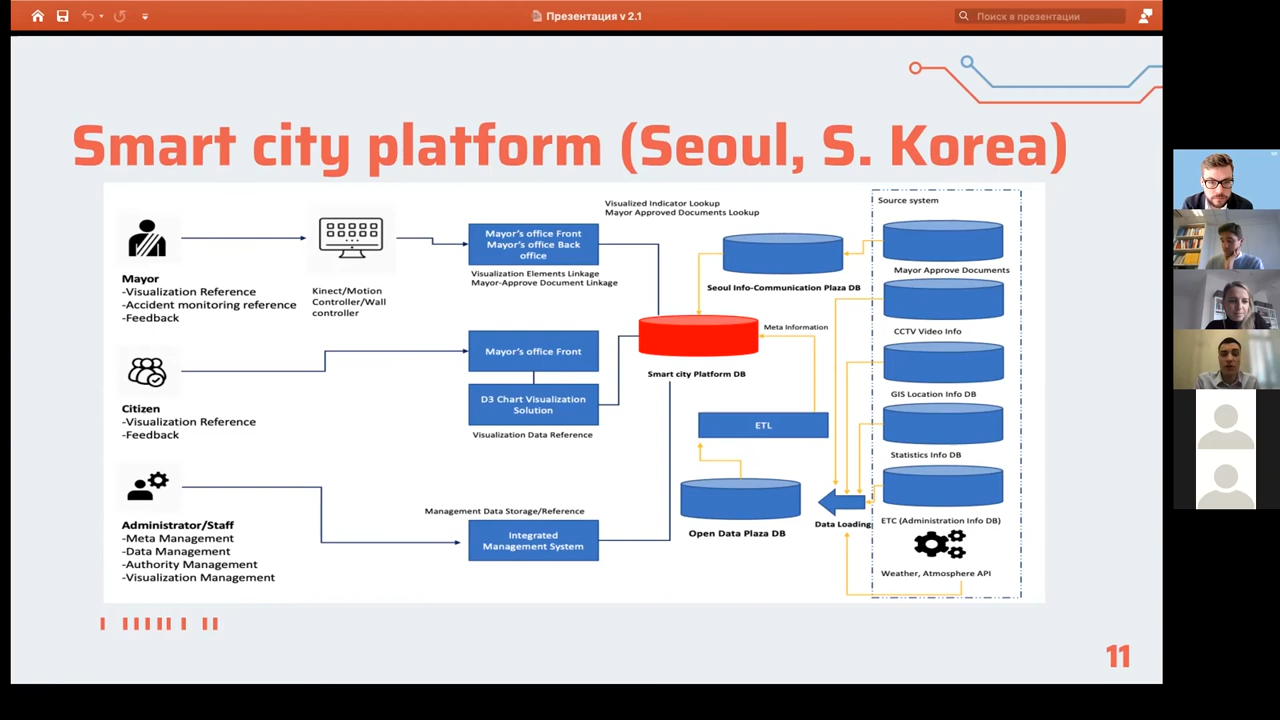 Презентация v 2.1
Поиск в презентации
Smart city platform (Seoul, S. Korea)
Mayor
-Visualization Reference
-Accident monitoring reference
-Feedback
Kinect/Motion
Controller/Wall
controller
Mayor's office Front
Mayor's office Back
office
Visualization Elements Linkage
Mayor-Approve Document Linkage
Visualized Indicator Lookup
Mayor Approved Documents Lookup
Seoul Info-Communication Plaza DB
Source system
Mayor Approve Documents
CCTV Video Info
GIS Location Info DB
Statistics Info DB
ETC (Administration Info DB)
Weather, Atmosphere API
Citizen
-Visualization Reference
-Feedback
Mayor's office Front
D3 Chart Visualization
Solution
Visualization Data Reference
Smart city Platform DB
Meta Information
ETL
Open Data Plaza DB
Data Loading
Administrator/Staff
-Meta Management
-Data Management
-Authority Management
-Visualization Management
Management Data Storage/Reference
Integrated
Management System
11